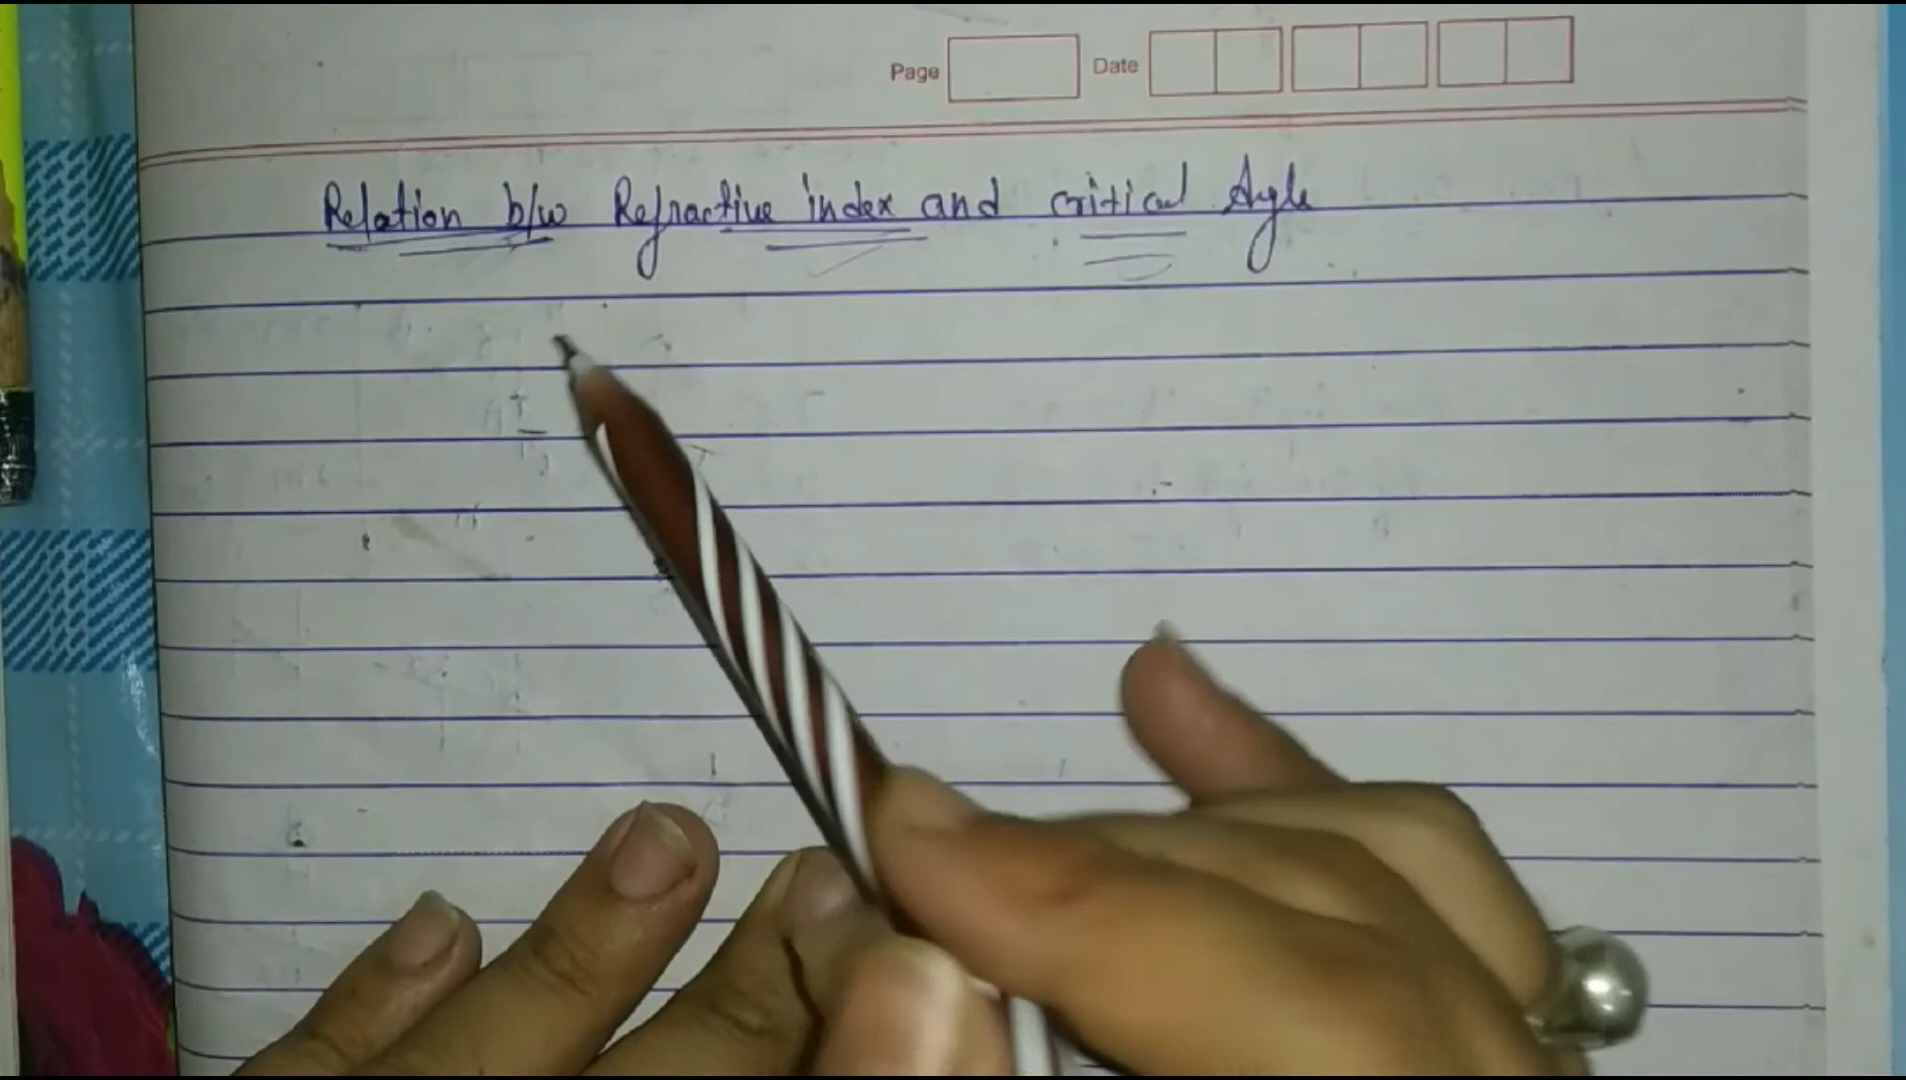 Page Date
Relation b/w Refractive index and critical Angle